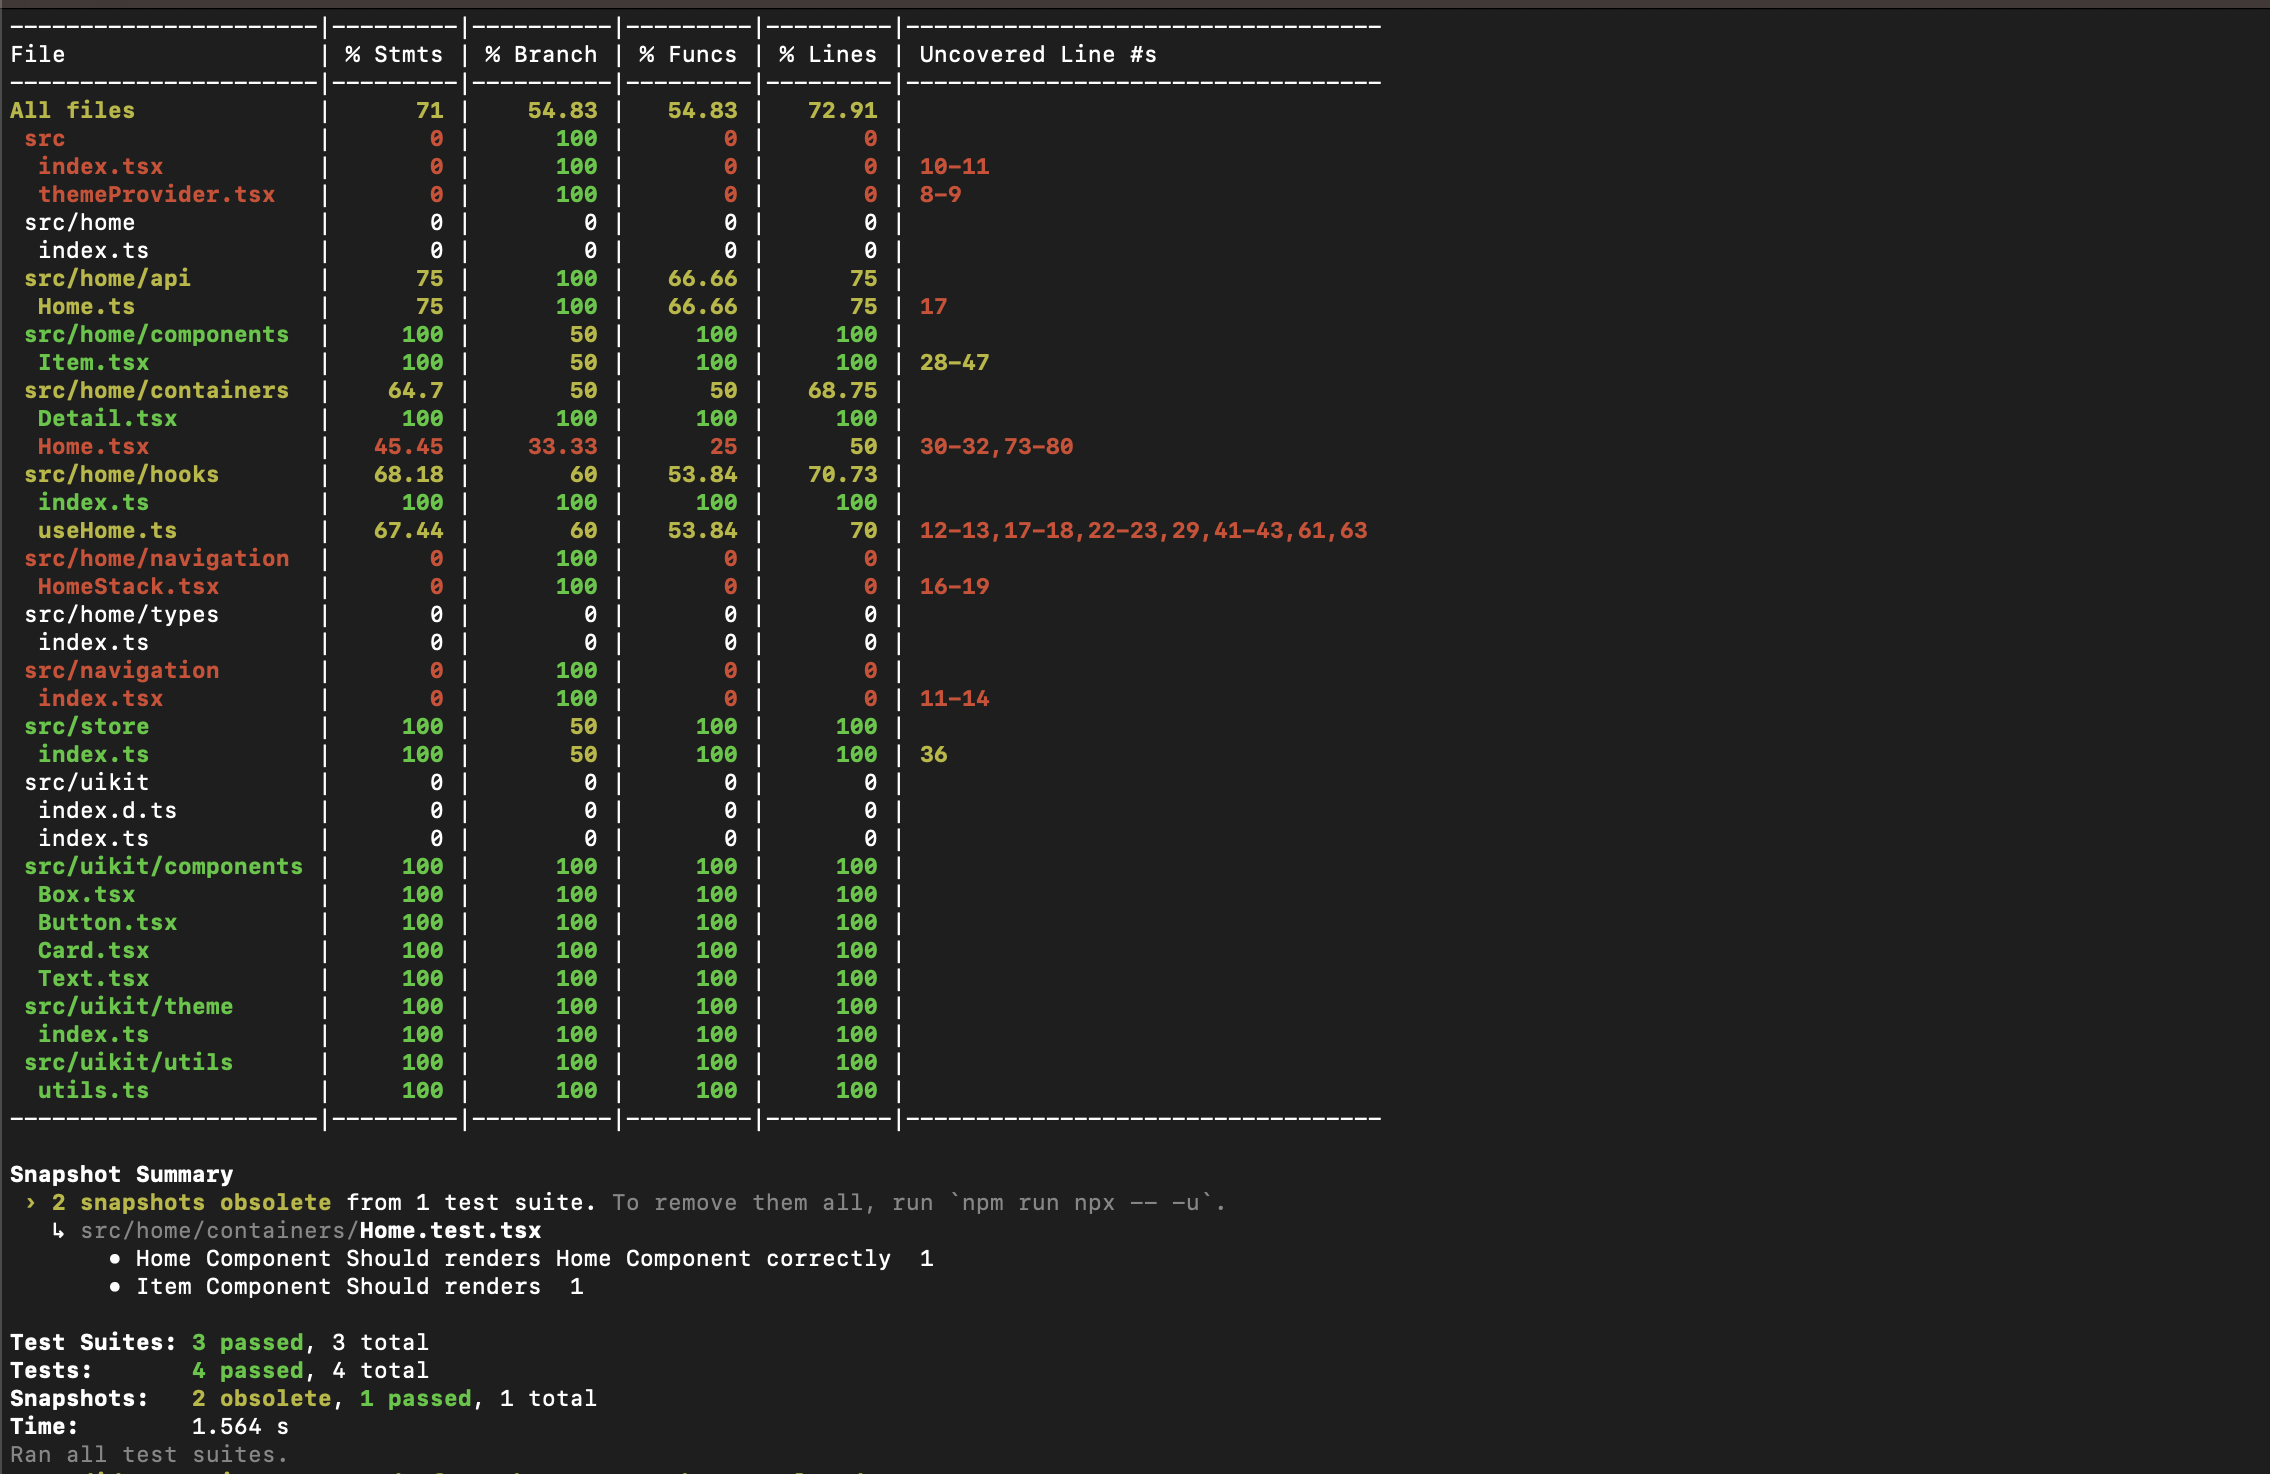 File | % Stmts | % Branch | % Funcs | % Lines | Uncovered Line #s
All files | 71 | 54.83 | 54.83 | 72.91 |
src | 0 | 100 | 0 | 0 |
index.tsx | 0 | 100 | 0 | 0 | 10-11
themeProvider.tsx | 0 | 100 | 0 | 0 | 8-9
src/home | 0 | 0 | 0 | 0 |
index.ts | 0 | 0 | 0 | 0 |
src/home/api | 75 | 100 | 66.66 | 75 |
Home.ts | 75 | 100 | 66.66 | 75 | 17
src/home/components | 100 | 50 | 100 | 100 |
Item.tsx | 100 | 50 | 100 | 100 | 28-47
src/home/containers | 64.7 | 50 | 50 | 68.75 |
Detail.tsx | 100 | 100 | 100 | 100 |
Home.tsx | 45.45 | 33.33 | 25 | 50 | 30-32,73-80
src/home/hooks | 68.18 | 60 | 53.84 | 70.73 |
index.ts | 100 | 100 | 100 | 100 |
useHome.ts | 67.44 | 60 | 53.84 | 70 | 12-13,17-18,22-23,29,41-43,61,63
src/home/navigation | 0 | 100 | 0 | 0 |
HomeStack.tsx | 0 | 100 | 0 | 0 | 16-19
src/home/types | 0 | 0 | 0 | 0 |
index.ts | 0 | 0 | 0 | 0 |
src/navigation | 0 | 100 | 0 | 0 |
index.tsx | 0 | 100 | 0 | 0 | 11-14
src/store | 100 | 50 | 100 | 100 |
index.ts | 100 | 50 | 100 | 100 | 36
src/uikit | 0 | 0 | 0 | 0 |
index.d.ts | 0 | 0 | 0 | 0 |
index.ts | 0 | 0 | 0 | 0 |
src/uikit/components | 100 | 100 | 100 | 100 |
Box.tsx | 100 | 100 | 100 | 100 |
Button.tsx | 100 | 100 | 100 | 100 |
Card.tsx | 100 | 100 | 100 | 100 |
Text.tsx | 100 | 100 | 100 | 100 |
src/uikit/theme | 100 | 100 | 100 | 100 |
index.ts | 100 | 100 | 100 | 100 |
src/uikit/utils | 100 | 100 | 100 | 100 |
utils.ts | 100 | 100 | 100 | 100 |
Snapshot Summary
› 2 snapshots obsolete from 1 test suite. To remove them all, run `npm run npx -- -u`.
↳ src/home/containers/Home.test.tsx
• Home Component Should renders Home Component correctly 1
• Item Component Should renders 1
Test Suites: 3 passed, 3 total
Tests: 4 passed, 4 total
Snapshots: 2 obsolete, 1 passed, 1 total
Time: 1.564 s
Ran all test suites.